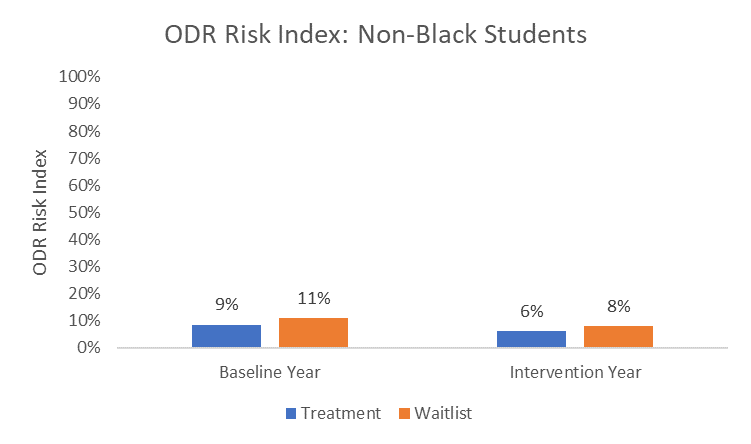 ODR Risk Index: Non-Black Students
100%
90%
80%
70%
60%
50%
40%
30%
20%
10%
0%
ODR Risk Index
9%
11%
6%
8%
Baseline Year
Intervention Year
Treatment
Waitlist